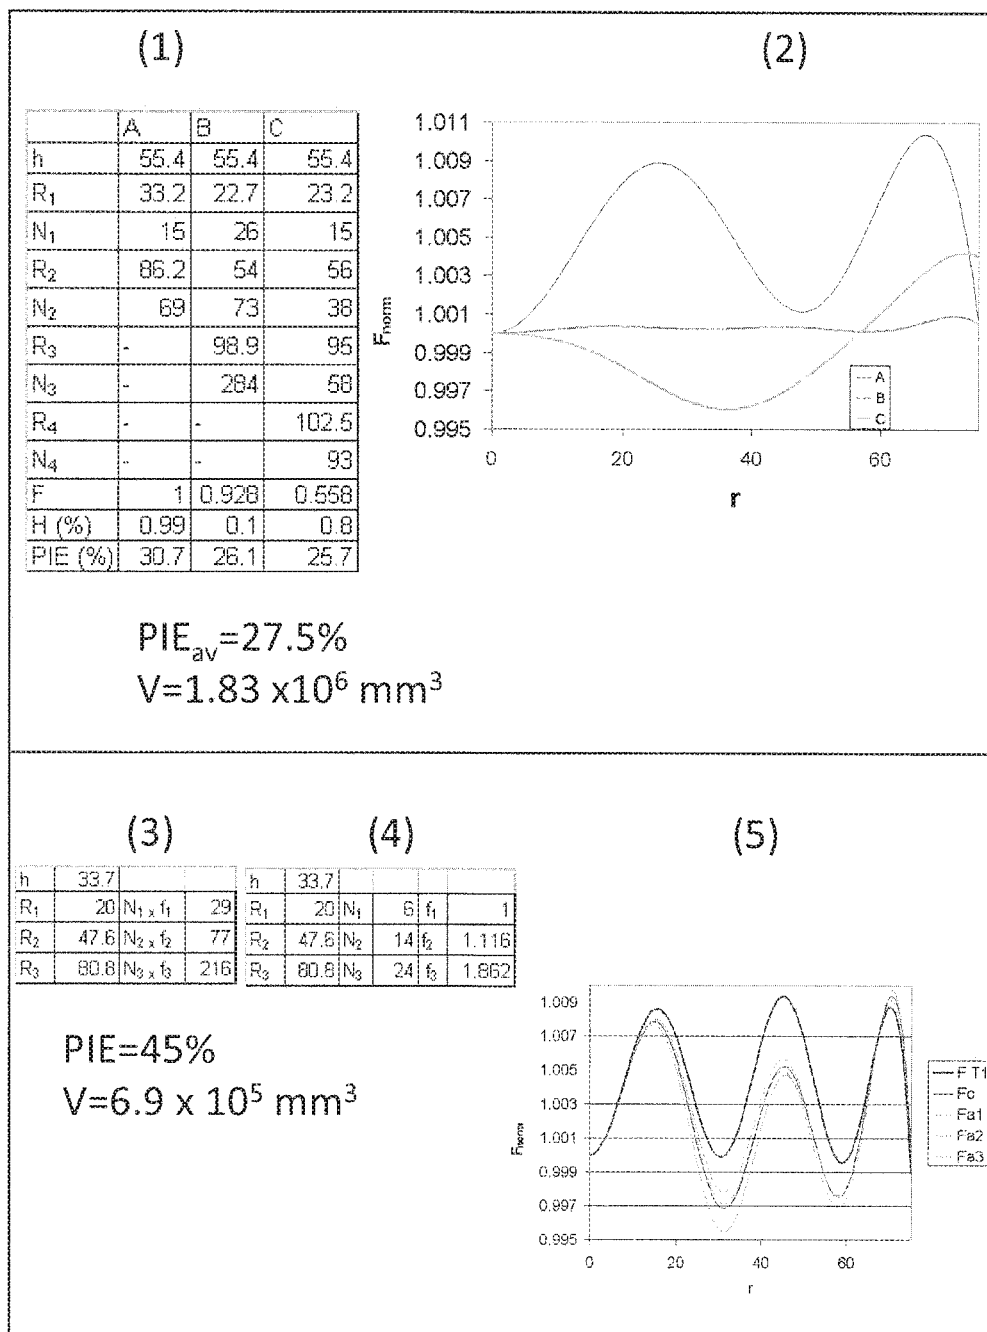 (1)
A B C
h 55.4 55.4 55.4
R1 33.2 22.7 23.2
N1 15 26 15
R2 86.2 54 56
N2 69 73 38
R3 - 98.9 95
N3 - 284 58
R4 - - 102.5
N4 - - 93
F 1 0.928 0.558
H (%) 0.99 0.1 0.8
PIE (%) 30.7 26.1 25.7
PIEav=27.5%
V=1.83 x10⁶ mm³
(2)
1.011
1.009
1.007
1.005
1.003
1.001
0.999
0.997
0.995
Fnorm
A
B
C
0 20 40 60
r
(3)
h 33.7
R1 20 N1 x f1 29
R2 47.6 N2 x f2 77
R3 80.8 N3 x f3 216
(4)
h 33.7
R1 20 N1 6 f1 1
R2 47.6 N2 14 f2 1.116
R3 80.8 N3 24 f3 1.862
PIE=45%
V=6.9 x 10⁵ mm³
(5)
1.009
1.007
1.005
1.003
1.001
0.999
0.997
0.995
Fnorm
F T1
Fc
Fa1
Fa2
Fa3
0 20 40 60
r